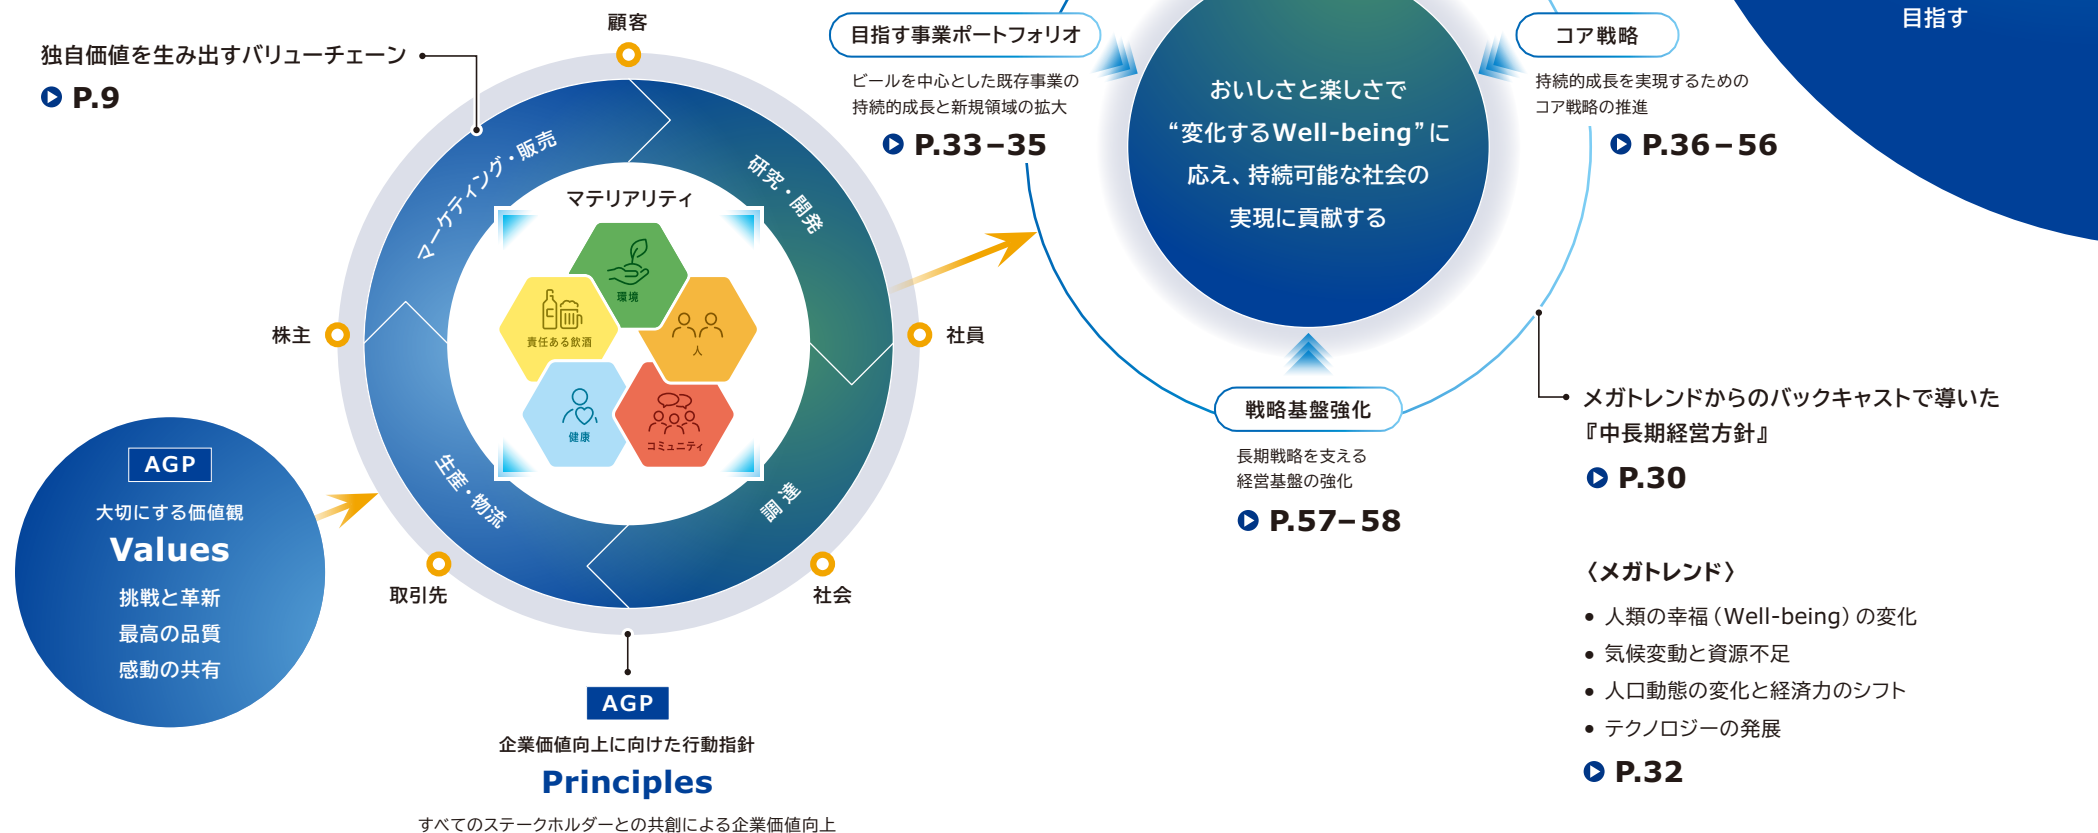 顧客
独自価値を生み出すバリューチェーン
P.9
マーケティング・販売
研究・開発
調達
生産・物流
マテリアリティ
環境
責任ある飲酒
人
健康
コミュニティ
株主
社員
取引先
社会
AGP
大切にする価値観
Values
挑戦と革新
最高の品質
感動の共有
AGP
企業価値向上に向けた行動指針
Principles
すべてのステークホルダーとの共創による企業価値向上
目指す事業ポートフォリオ
ビールを中心とした既存事業の
持続的成長と新規領域の拡大
P.33–35
おいしさと楽しさで
“変化するWell-being”に
応え、持続可能な社会の
実現に貢献する
コア戦略
持続的成長を実現するための
コア戦略の推進
P.36–56
戦略基盤強化
長期戦略を支える
経営基盤の強化
P.57–58
目指す
メガトレンドからのバックキャストで導いた
『中長期経営方針』
P.30
〈メガトレンド〉
• 人類の幸福（Well-being）の変化
• 気候変動と資源不足
• 人口動態の変化と経済力のシフト
• テクノロジーの発展
P.32